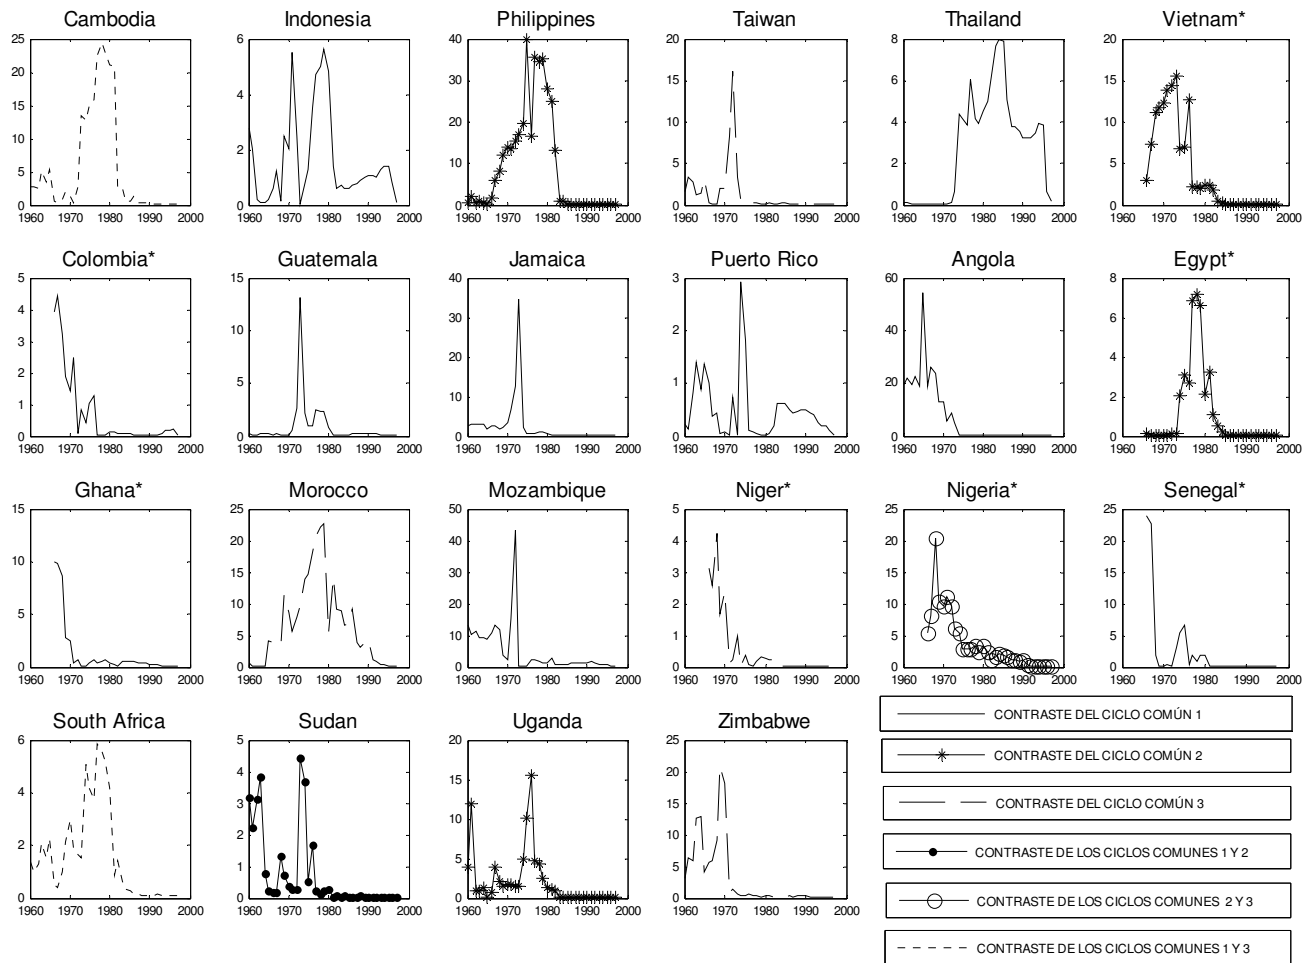 Cambodia Indonesia Philippines Taiwan Thailand Vietnam*
25 6 40 20 8 20
20 30 15 6 15
15 4 20 10 4 10
10 2 10 5 2 5
5
0 0 0 0 0 0
1960 1970 1980 1990 2000 1960 1970 1980 1990 2000 1960 1970 1980 1990 2000 1960 1970 1980 1990 2000 1960 1970 1980 1990 2000 1960 1970 1980 1990 2000
Colombia* Guatemala Jamaica Puerto Rico Angola Egypt*
5 15 40 3 60 8
4 10 30 2 40 6
3 20 4
2 5 10 1 20 2
1
0 0 0 0 0 0
1960 1970 1980 1990 2000 1960 1970 1980 1990 2000 1960 1970 1980 1990 2000 1960 1970 1980 1990 2000 1960 1970 1980 1990 2000 1960 1970 1980 1990 2000
Ghana* Morocco Mozambique Niger* Nigeria* Senegal*
15 25 50 5 25 25
20 40 4 20 20
10 15 30 3 15 15
5 10 20 2 10 10
5 10 1 5 5
0 0 0 0 0 0
1960 1970 1980 1990 2000 1960 1970 1980 1990 2000 1960 1970 1980 1990 2000 1960 1970 1980 1990 2000 1960 1970 1980 1990 2000 1960 1970 1980 1990 2000
South Africa Sudan Uganda Zimbabwe
6 5 20 25
4 15 20
4 3 10 15
2 2 5 10
1 5
0 0 0 0
1960 1970 1980 1990 2000 1960 1970 1980 1990 2000 1960 1970 1980 1990 2000 1960 1970 1980 1990 2000
CONTRASTE DEL CICLO COMÚN 1
CONTRASTE DEL CICLO COMÚN 2
CONTRASTE DEL CICLO COMÚN 3
CONTRASTE DE LOS CICLOS COMUNES 1 Y 2
CONTRASTE DE LOS CICLOS COMUNES 2 Y 3
CONTRASTE DE LOS CICLOS COMUNES 1 Y 3